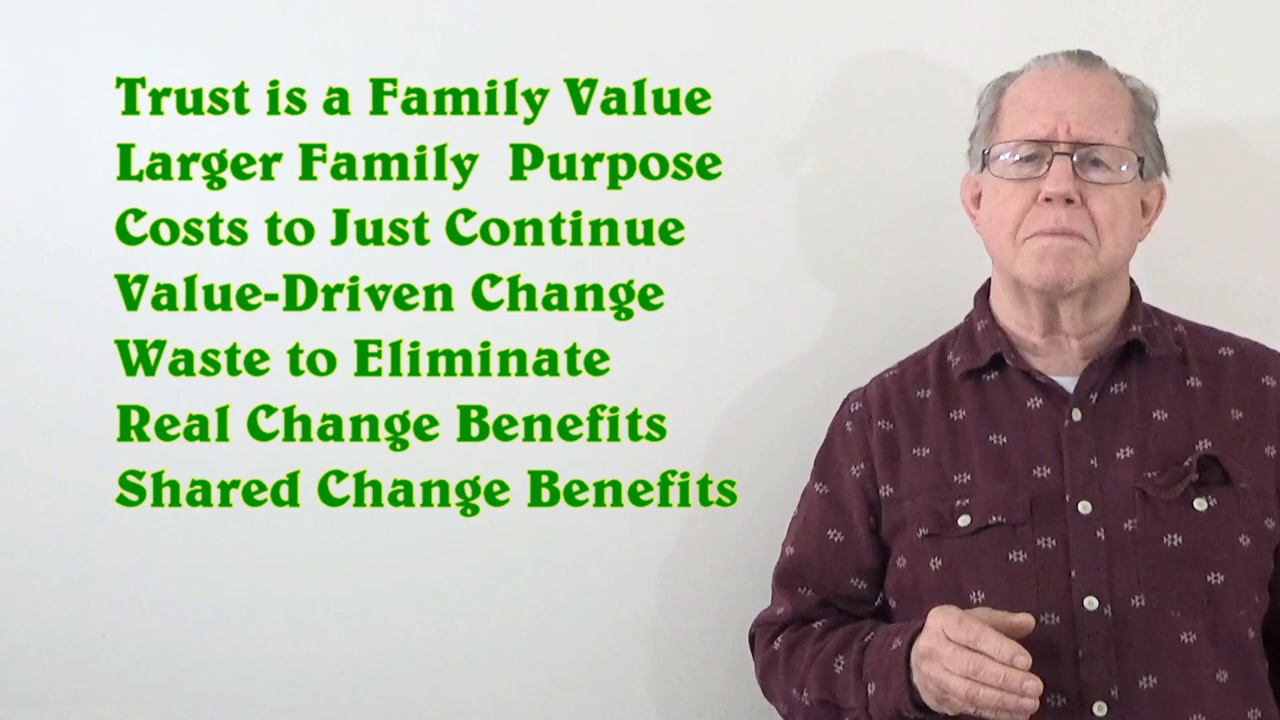 Trust is a Family Value
Larger Family  Purpose
Costs to Just Continue
Value-Driven Change
Waste to Eliminate
Real Change Benefits
Shared Change Benefits